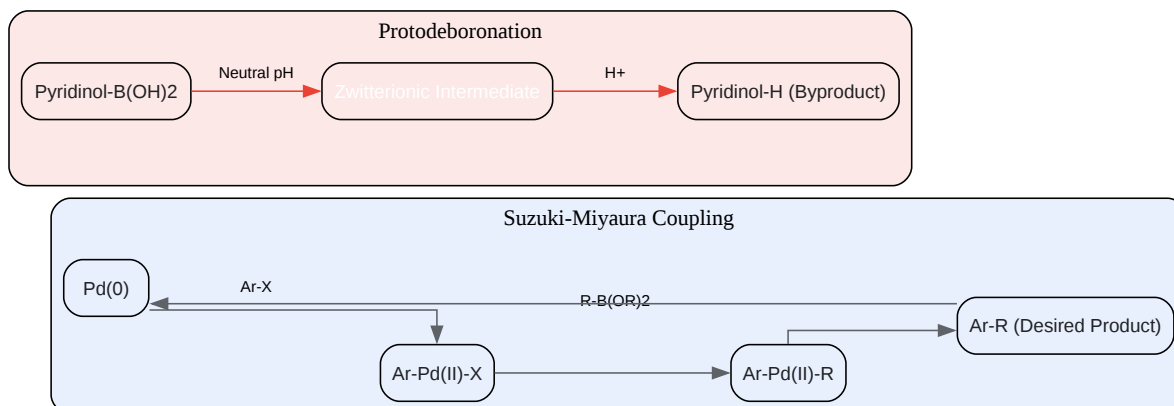 Protodeboronation
Pyridinol-B(OH)2
Neutral pH
Zwitterionic Intermediate
H+
Pyridinol-H (Byproduct)
Suzuki-Miyaura Coupling
Pd(0)
Ar-X
R-B(OR)2
Ar-R (Desired Product)
Ar-Pd(II)-X
Ar-Pd(II)-R